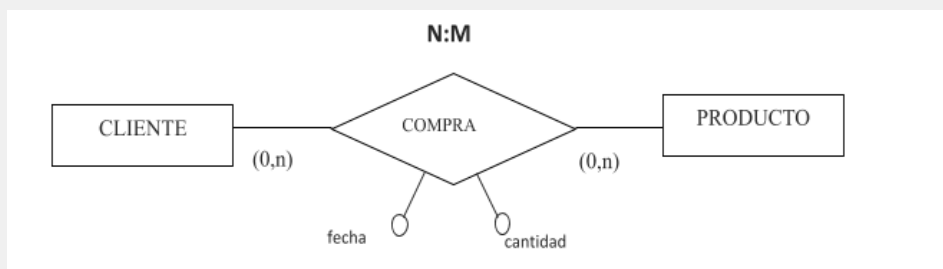 N:M
CLIENTE
COMPRA
PRODUCTO
(0,n)
(0,n)
fecha
cantidad